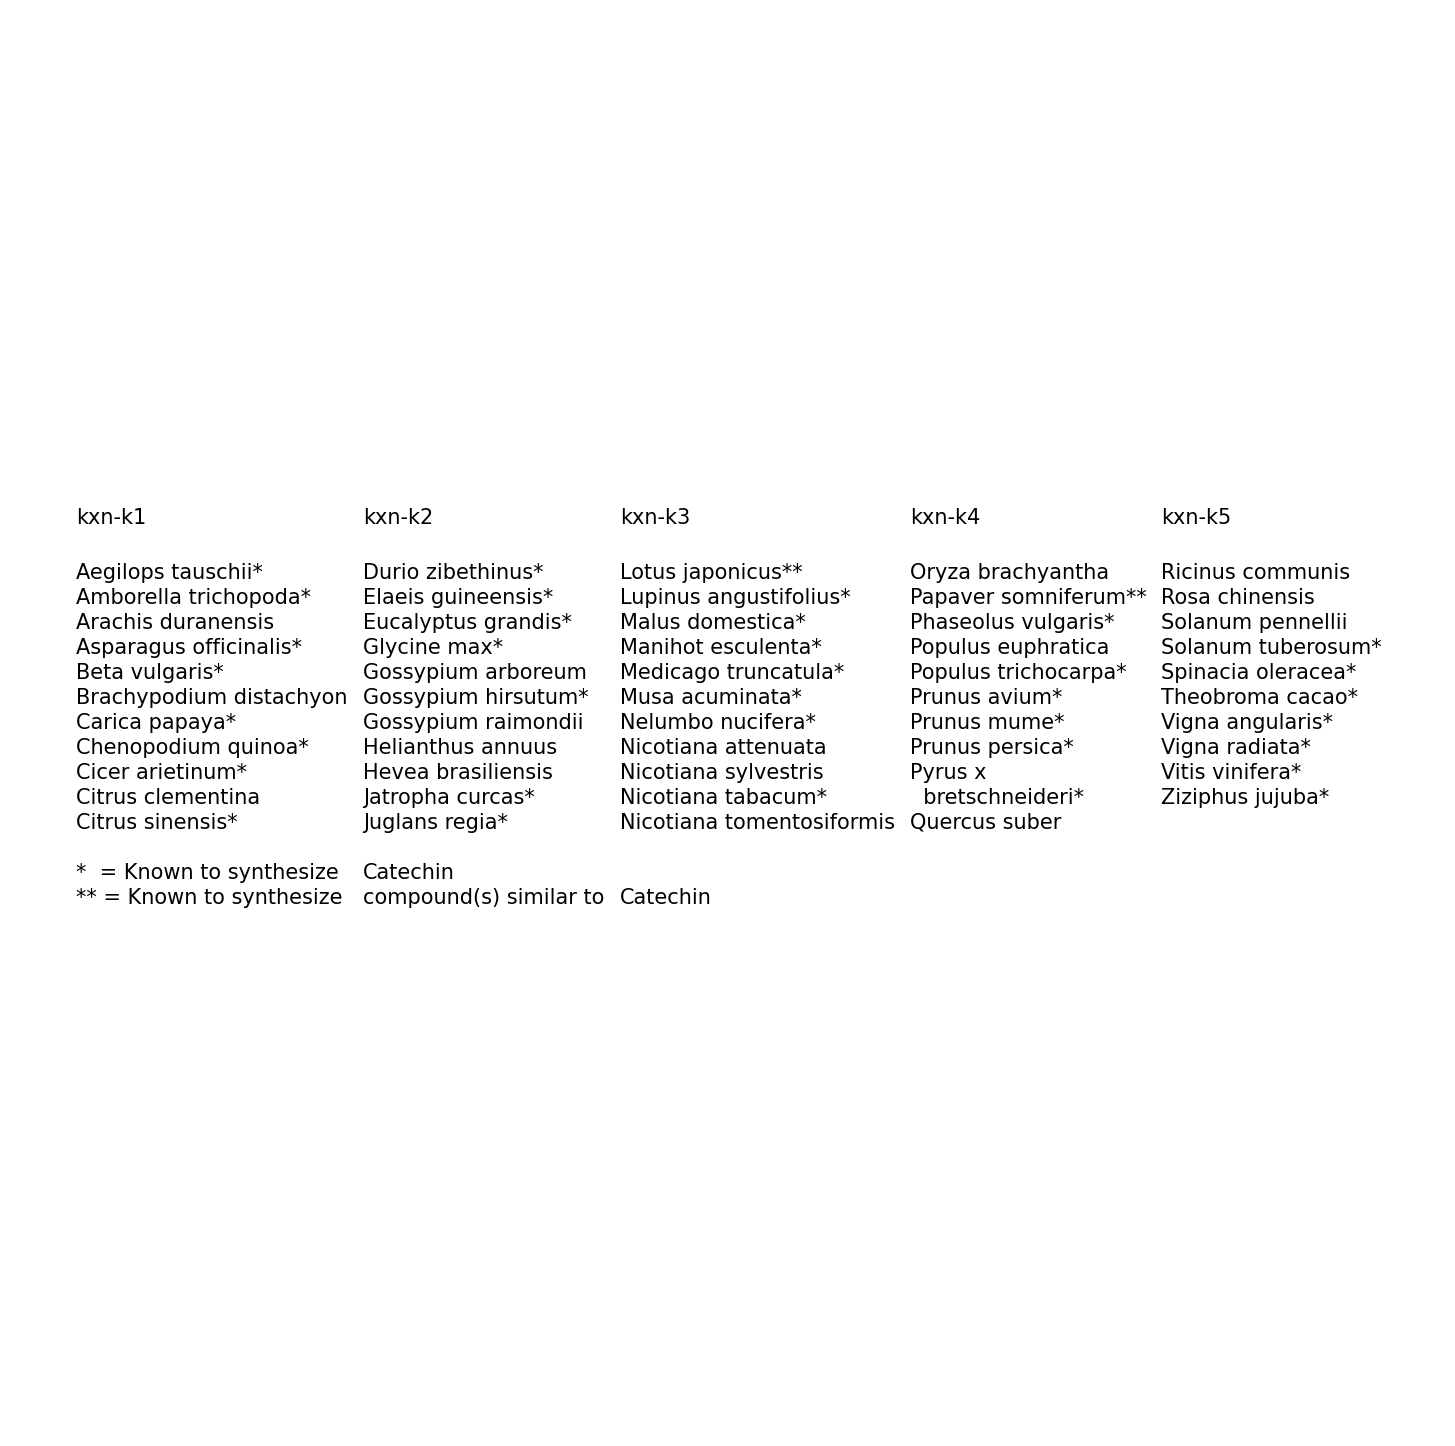 kxn-k1 kxn-k2 kxn-k3 kxn-k4 kxn-k5
Aegilops tauschii* Durio zibethinus* Lotus japonicus** Oryza brachyantha Ricinus communis
Amborella trichopoda* Elaeis guineensis* Lupinus angustifolius* Papaver somniferum** Rosa chinensis
Arachis duranensis Eucalyptus grandis* Malus domestica* Phaseolus vulgaris* Solanum pennellii
Asparagus officinalis* Glycine max* Manihot esculenta* Populus euphratica Solanum tuberosum*
Beta vulgaris* Gossypium arboreum Medicago truncatula* Populus trichocarpa* Spinacia oleracea*
Brachypodium distachyon Gossypium hirsutum* Musa acuminata* Prunus avium* Theobroma cacao*
Carica papaya* Gossypium raimondii Nelumbo nucifera* Prunus mume* Vigna angularis*
Chenopodium quinoa* Helianthus annuus Nicotiana attenuata Prunus persica* Vigna radiata*
Cicer arietinum* Hevea brasiliensis Nicotiana sylvestris Pyrus x Vitis vinifera*
Citrus clementina Jatropha curcas* Nicotiana tabacum* bretschneideri* Ziziphus jujuba*
Citrus sinensis* Juglans regia* Nicotiana tomentosiformis Quercus suber
* = Known to synthesize Catechin
** = Known to synthesize compound(s) similar to Catechin